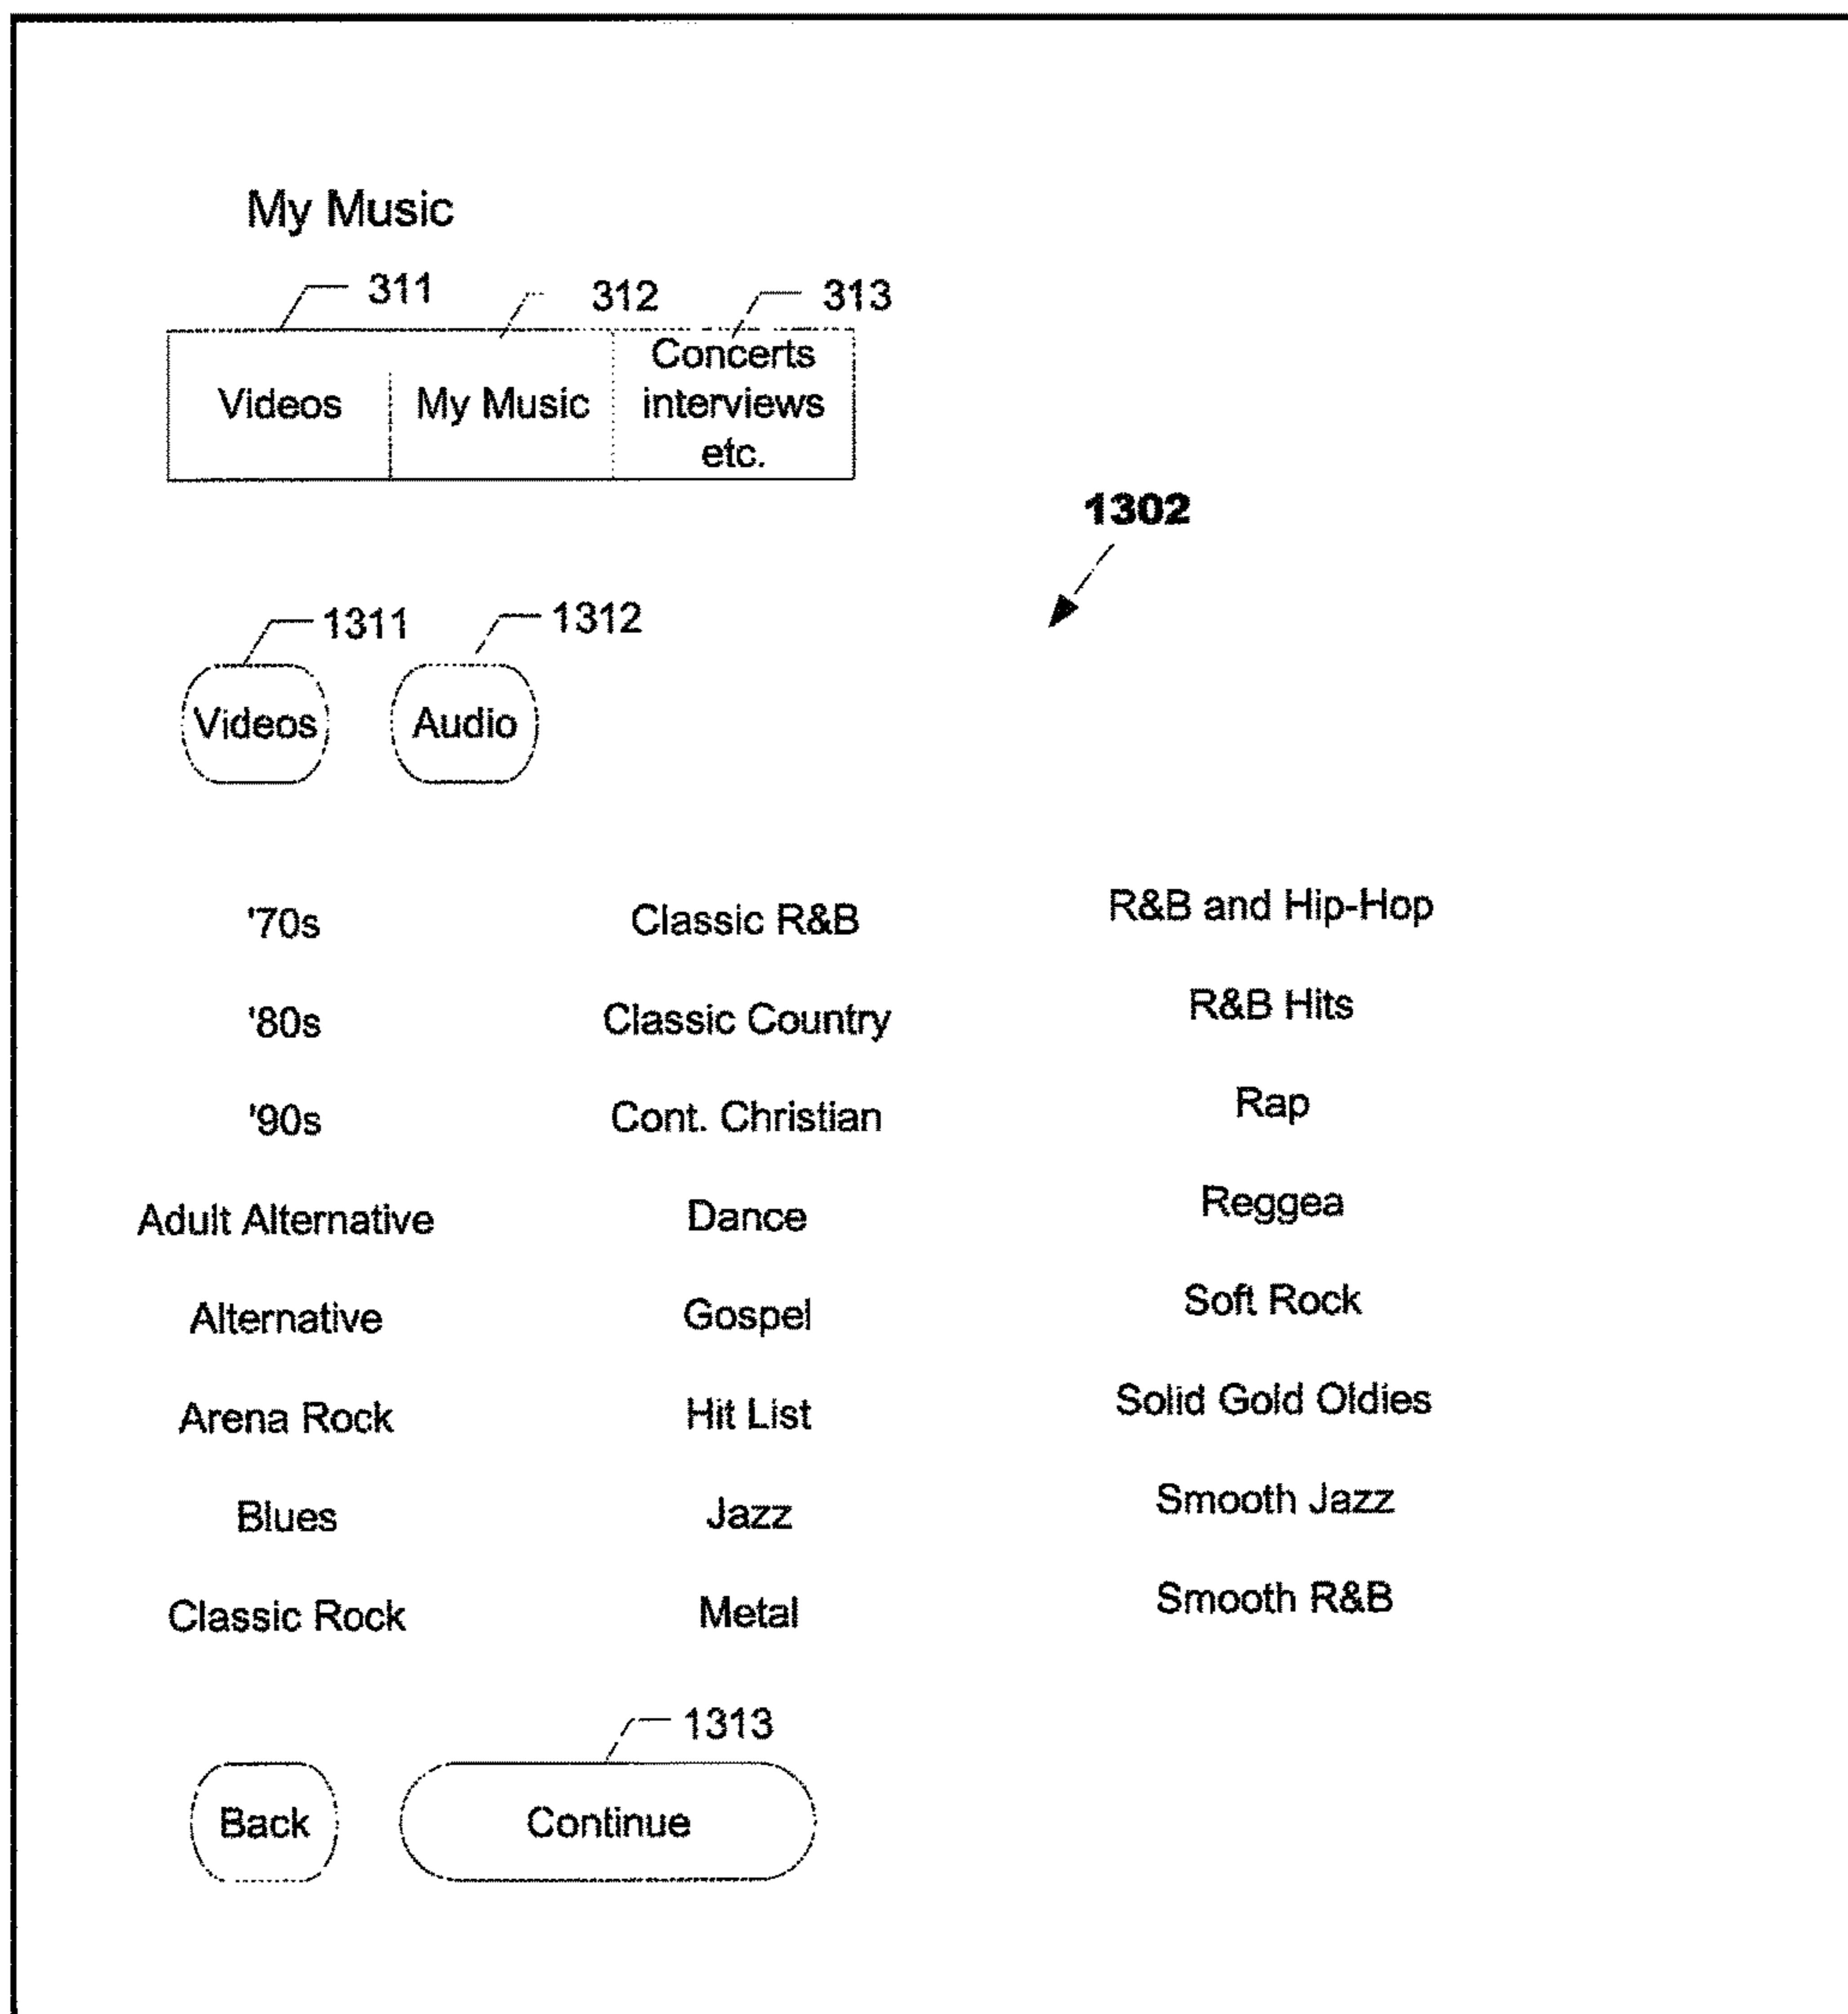 My Music
311 312 313
Videos My Music Concerts interviews etc.
1302
1311 1312
Videos Audio
'70s Classic R&B R&B and Hip-Hop
'80s Classic Country R&B Hits
'90s Cont. Christian Rap
Adult Alternative Dance Reggea
Alternative Gospel Soft Rock
Arena Rock Hit List Solid Gold Oldies
Blues Jazz Smooth Jazz
Classic Rock Metal Smooth R&B
1313
Back Continue